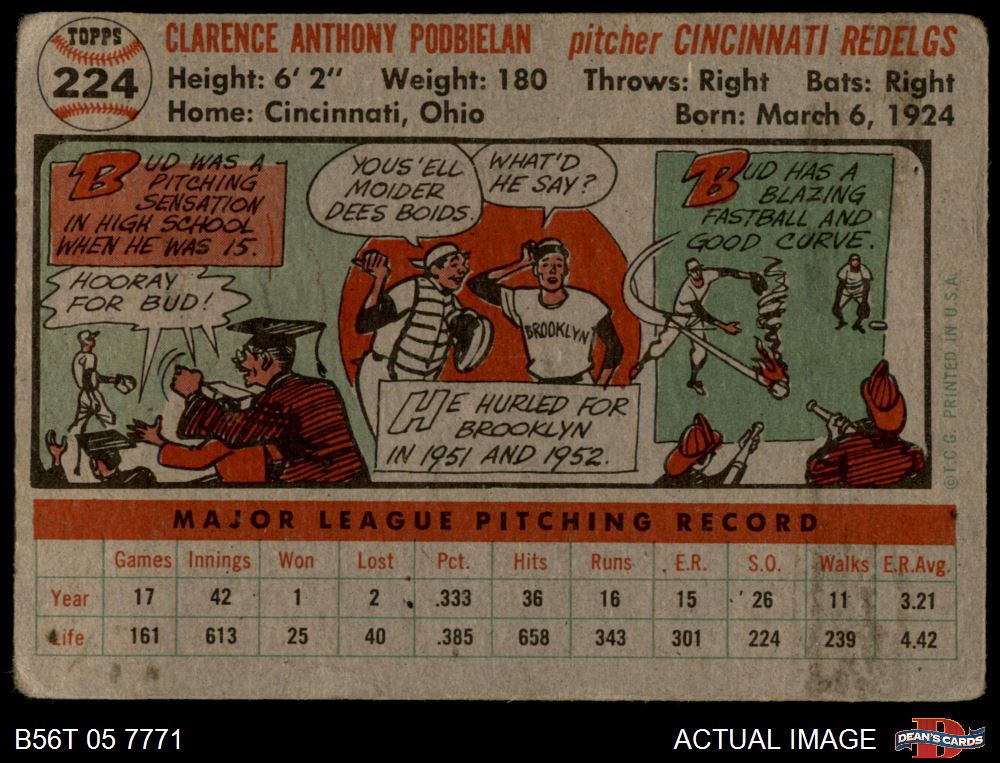 TOPPS
224
CLARENCE ANTHONY PODBIELAN pitcher CINCINNATI REDELGS
Height: 6' 2" Weight: 180 Throws: Right Bats: Right
Home: Cincinnati, Ohio Born: March 6, 1924
BUD WAS A
PITCHING
SENSATION
IN HIGH SCHOOL
WHEN HE WAS 15.
HOORAY
FOR BUD!
YOUS'ELL
MOIDER
DEES BOIDS.
WHAT'D
HE SAY?
BROOKLYN
HE HURLED FOR
BROOKLYN
IN 1951 AND 1952.
BUD HAS A
BLAZING
FASTBALL AND
GOOD CURVE.
©T.C.G. PRINTED IN U.S.A.
MAJOR LEAGUE PITCHING RECORD
Games Innings Won Lost Pct. Hits Runs E.R. S.O. Walks E.R.Avg.
Year 17 42 1 2 .333 36 16 15 26 11 3.21
Life 161 613 25 40 .385 658 343 301 224 239 4.42
B56T 05 7771 ACTUAL IMAGE
DEAN'S CARDS